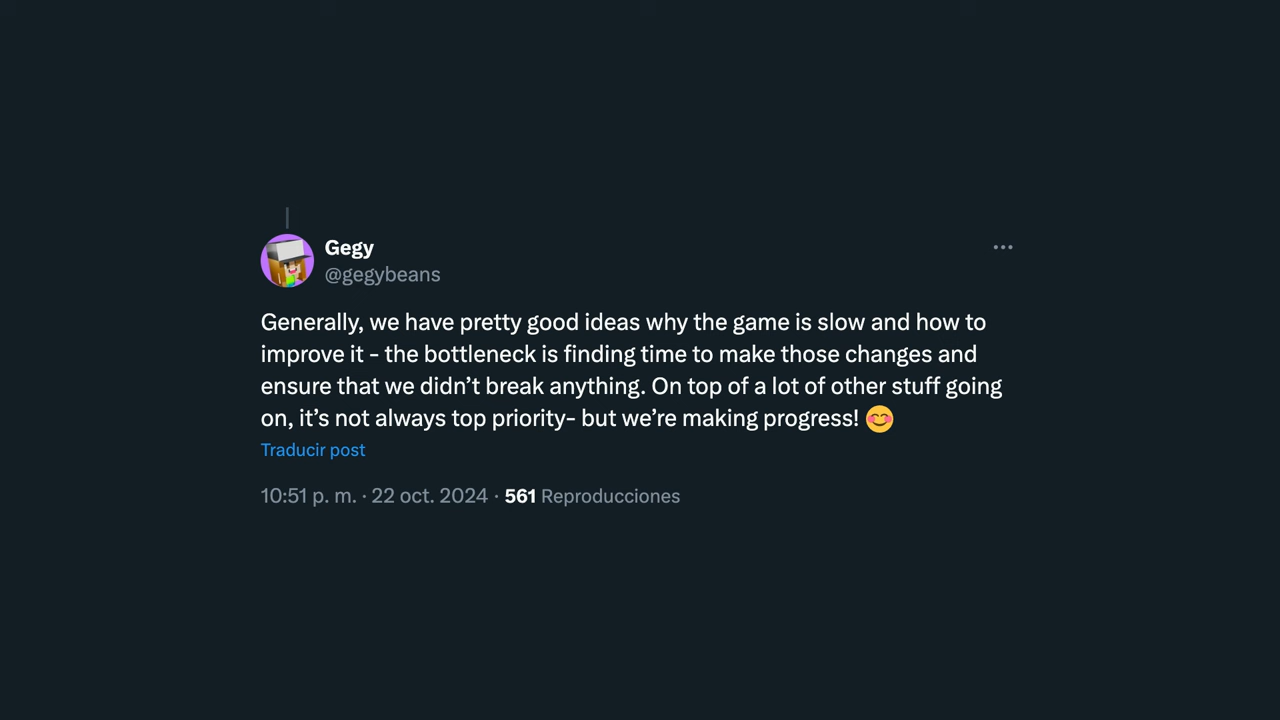 Gegy
@gegybeans
Generally, we have pretty good ideas why the game is slow and how to
improve it - the bottleneck is finding time to make those changes and
ensure that we didn’t break anything. On top of a lot of other stuff going
on, it’s not always top priority- but we’re making progress! 😊
Traducir post
10:51 p. m. · 22 oct. 2024 · 561 Reproducciones